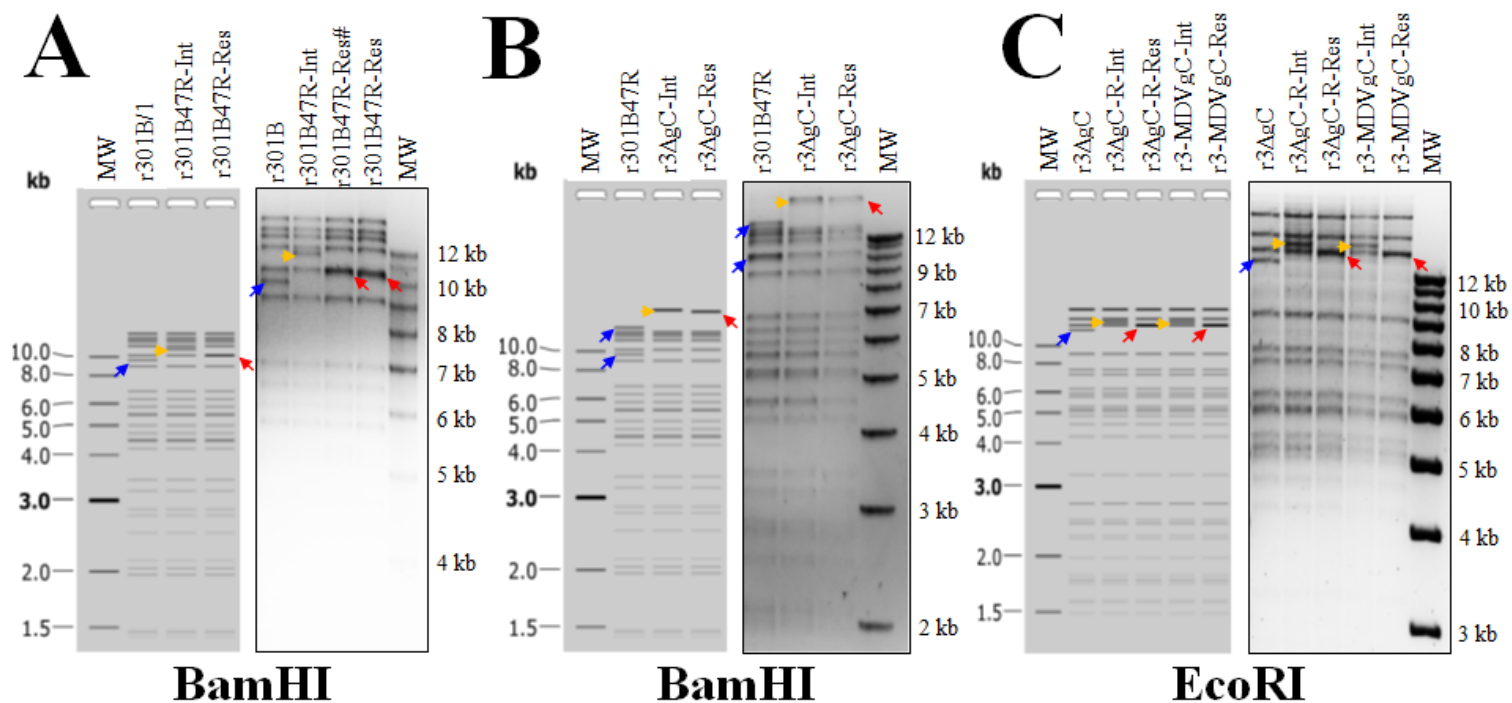 A
kb
MW
r301B/1
r301B47R-Int
r301B47R-Res
r301B
r301B47R-Int
r301B47R-Res#
r301B47R-Res
MW
10.0
8.0
6.0
5.0
4.0
3.0
2.0
1.5
12 kb
10 kb
8 kb
7 kb
6 kb
5 kb
4 kb
BamHI
B
kb
MW
r301B47R
r3ΔgC-Int
r3ΔgC-Res
r301B47R
r3ΔgC-Int
r3ΔgC-Res
MW
10.0
8.0
6.0
5.0
4.0
3.0
2.0
1.5
12 kb
9 kb
7 kb
5 kb
4 kb
3 kb
2 kb
BamHI
C
kb
MW
r3ΔgC
r3ΔgC-R-Int
r3ΔgC-R-Res
r3-MDVgC-Int
r3-MDVgC-Res
r3ΔgC
r3ΔgC-R-Int
r3ΔgC-R-Res
r3-MDVgC-Int
r3-MDVgC-Res
MW
10.0
8.0
6.0
5.0
4.0
3.0
2.0
1.5
12 kb
10 kb
8 kb
7 kb
6 kb
5 kb
4 kb
3 kb
EcoRI